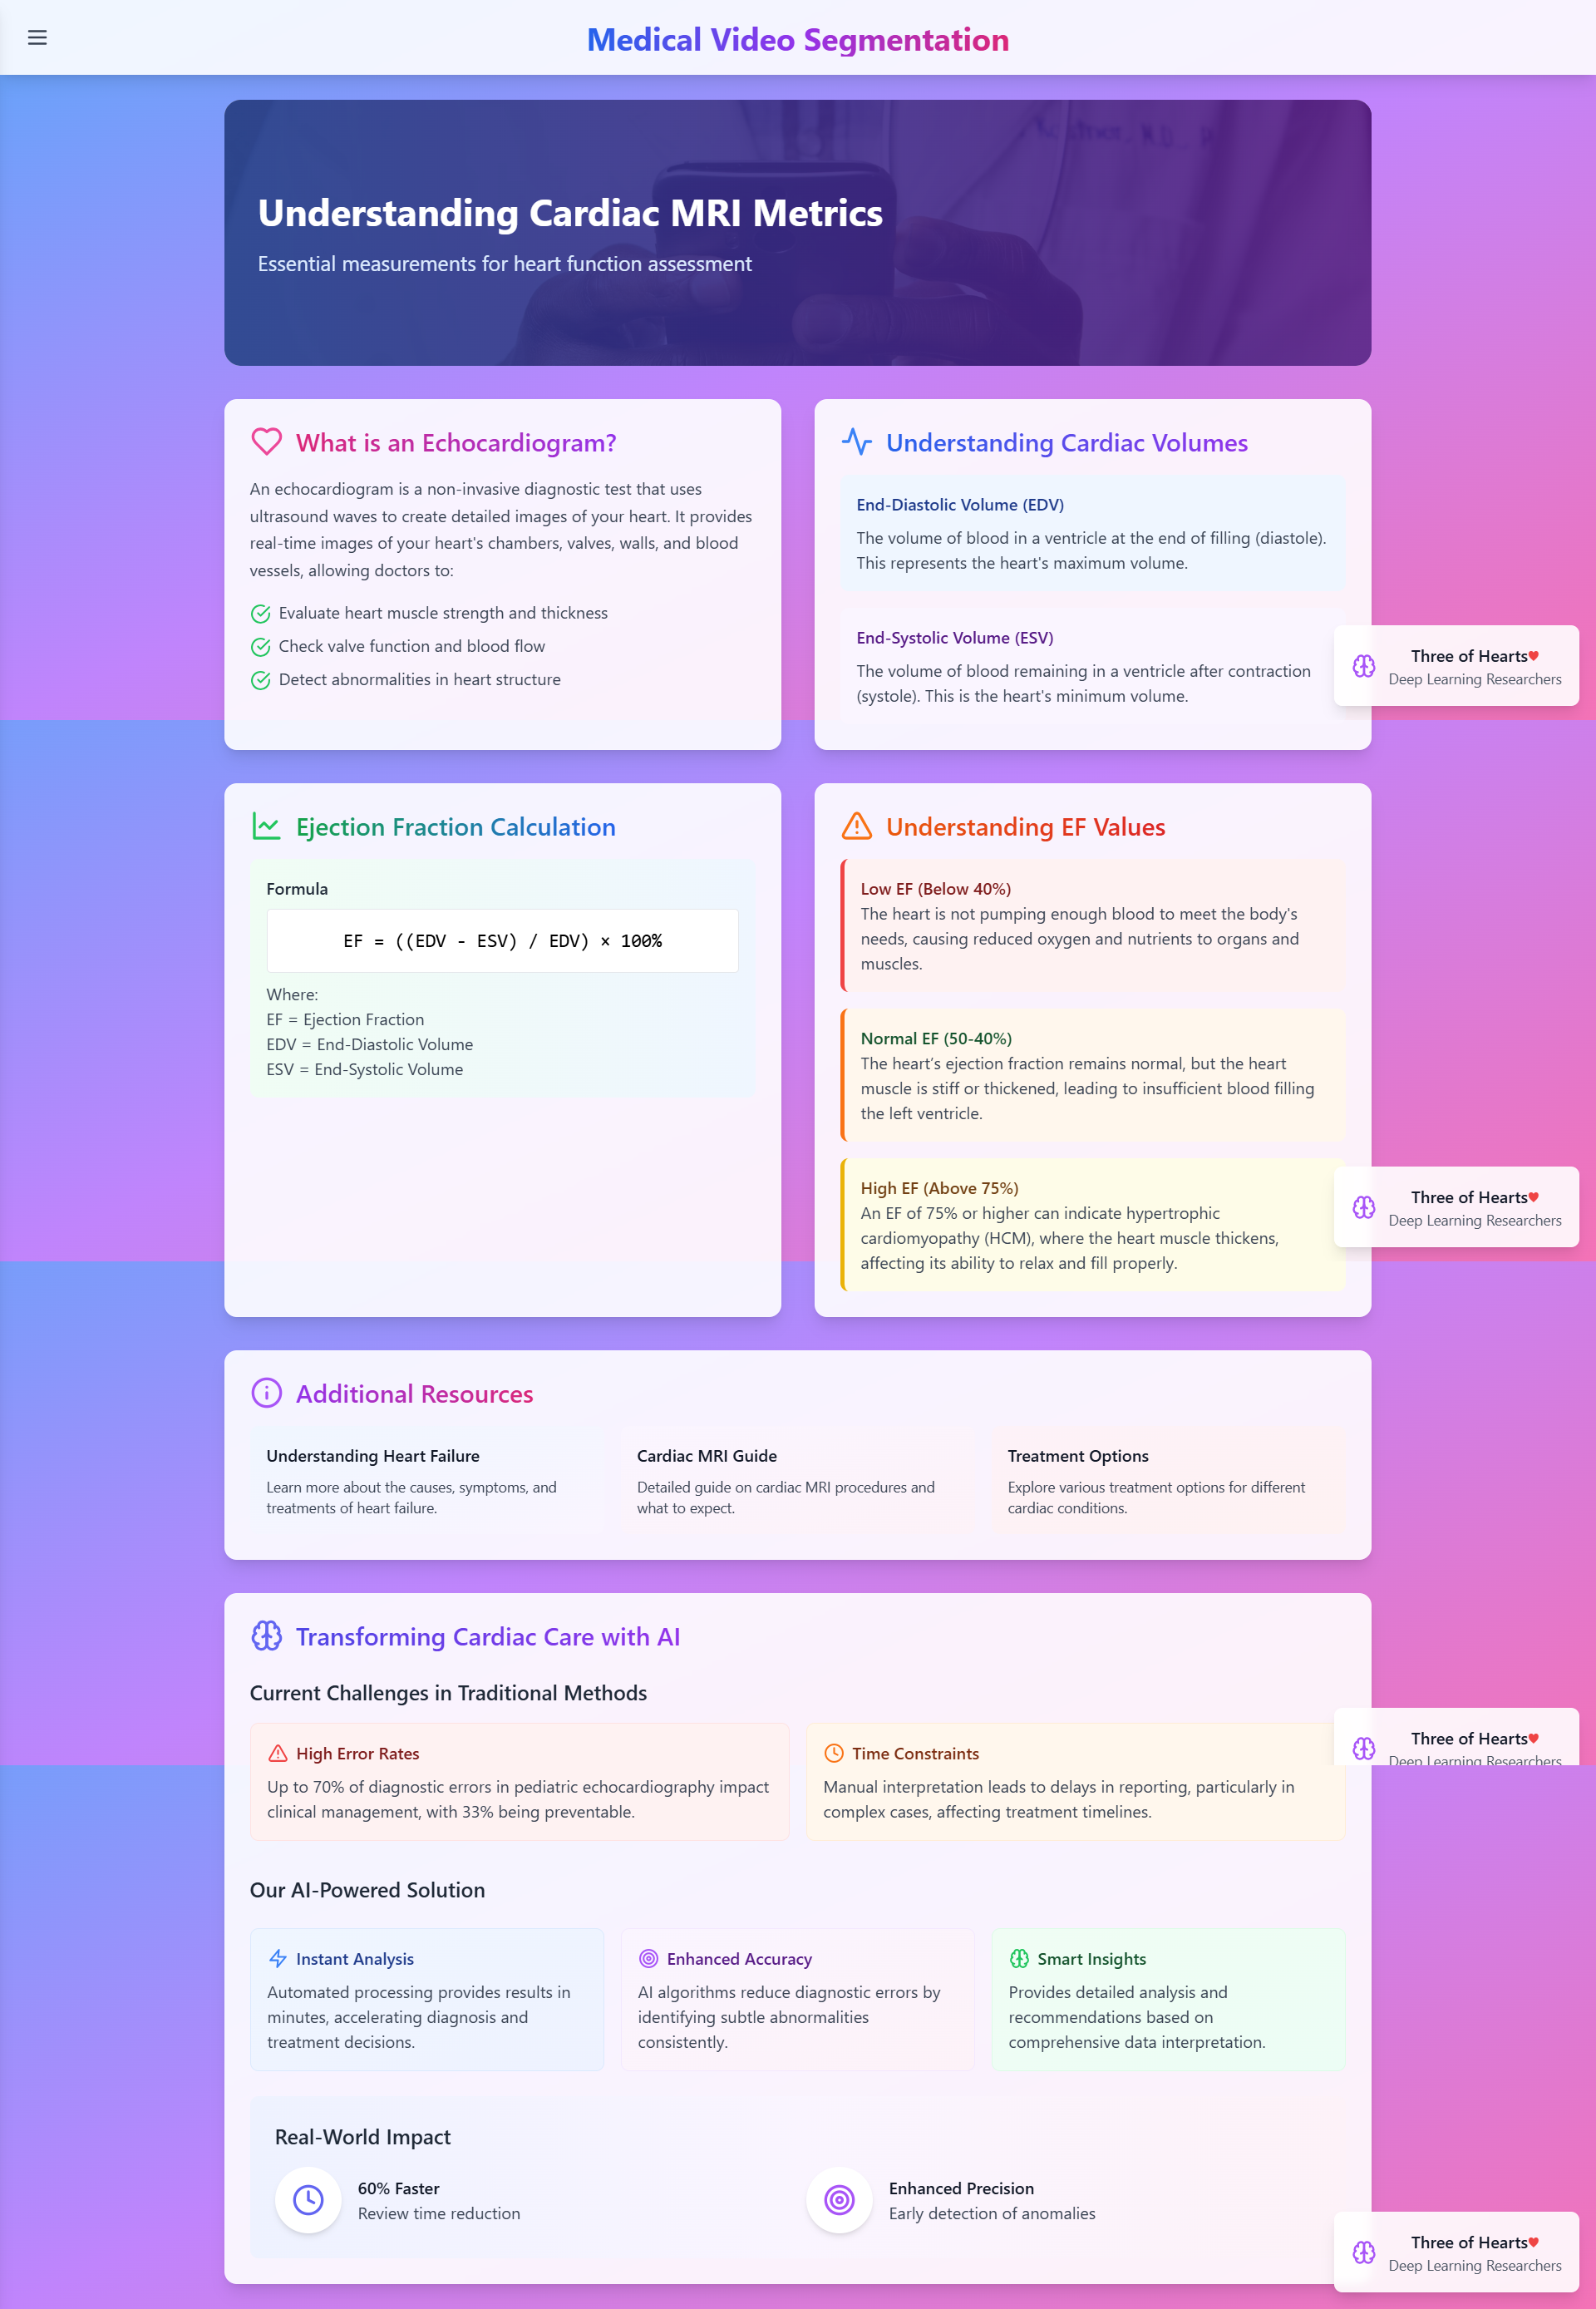 Medical Video Segmentation
Understanding Cardiac MRI Metrics
Essential measurements for heart function assessment
What is an Echocardiogram?
An echocardiogram is a non-invasive diagnostic test that uses
ultrasound waves to create detailed images of your heart. It provides
real-time images of your heart's chambers, valves, walls, and blood
vessels, allowing doctors to:
Evaluate heart muscle strength and thickness
Check valve function and blood flow
Detect abnormalities in heart structure
Understanding Cardiac Volumes
End-Diastolic Volume (EDV)
The volume of blood in a ventricle at the end of filling (diastole).
This represents the heart's maximum volume.
End-Systolic Volume (ESV)
The volume of blood remaining in a ventricle after contraction
(systole). This is the heart's minimum volume.
Three of Hearts♥
Deep Learning Researchers
Ejection Fraction Calculation
Formula
EF = ((EDV - ESV) / EDV) × 100%
Where:
EF = Ejection Fraction
EDV = End-Diastolic Volume
ESV = End-Systolic Volume
Understanding EF Values
Low EF (Below 40%)
The heart is not pumping enough blood to meet the body's
needs, causing reduced oxygen and nutrients to organs and
muscles.
Normal EF (50-40%)
The heart’s ejection fraction remains normal, but the heart
muscle is stiff or thickened, leading to insufficient blood filling
the left ventricle.
High EF (Above 75%)
An EF of 75% or higher can indicate hypertrophic
cardiomyopathy (HCM), where the heart muscle thickens,
affecting its ability to relax and fill properly.
Three of Hearts♥
Deep Learning Researchers
Additional Resources
Understanding Heart Failure
Learn more about the causes, symptoms, and
treatments of heart failure.
Cardiac MRI Guide
Detailed guide on cardiac MRI procedures and
what to expect.
Treatment Options
Explore various treatment options for different
cardiac conditions.
Transforming Cardiac Care with AI
Current Challenges in Traditional Methods
High Error Rates
Up to 70% of diagnostic errors in pediatric echocardiography impact
clinical management, with 33% being preventable.
Time Constraints
Manual interpretation leads to delays in reporting, particularly in
complex cases, affecting treatment timelines.
Three of Hearts♥
Deep Learning Researchers
Our AI-Powered Solution
Instant Analysis
Automated processing provides results in
minutes, accelerating diagnosis and
treatment decisions.
Enhanced Accuracy
AI algorithms reduce diagnostic errors by
identifying subtle abnormalities
consistently.
Smart Insights
Provides detailed analysis and
recommendations based on
comprehensive data interpretation.
Real-World Impact
60% Faster
Review time reduction
Enhanced Precision
Early detection of anomalies
Three of Hearts♥
Deep Learning Researchers